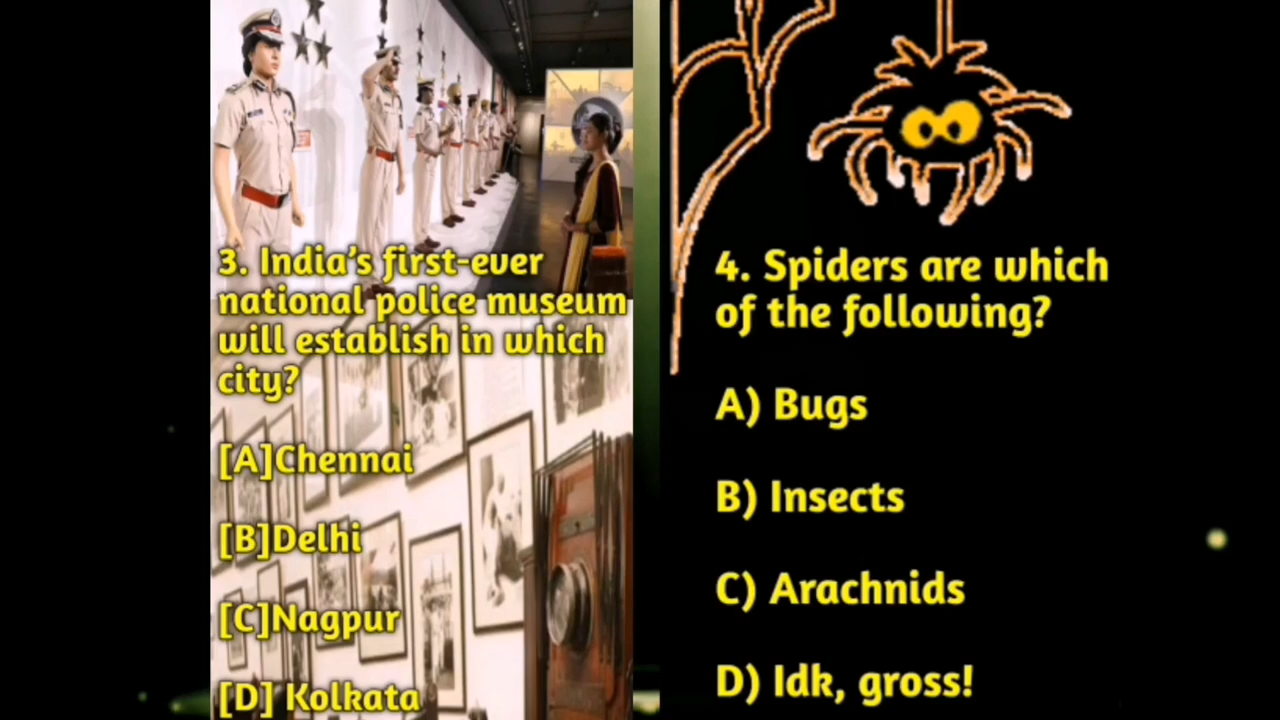 3. India's first-ever
national police museum
will establish in which
city?
[A]Chennai
[B]Delhi
[C]Nagpur
[D] Kolkata
4. Spiders are which
of the following?
A) Bugs
B) Insects
C) Arachnids
D) Idk, gross!